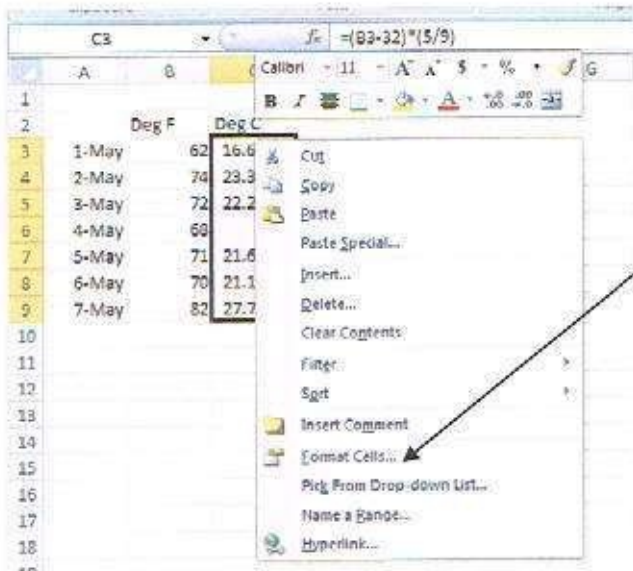 C3 fx =(B3-32)*(5/9)
Calibri 11 A A $ %
B I A .00 .00
A B G
1
2 Deg F Deg C
3 1-May 62 16.6
4 2-May 74 23.3
5 3-May 72 22.2
6 4-May 68
7 5-May 71 21.6
8 6-May 70 21.1
9 7-May 82 27.7
10
11
12
13
14
15
16
17
18
Cut
Copy
Paste
Paste Special...
Insert...
Delete...
Clear Contents
Filter
Sort
Insert Comment
Format Cells...
Pick From Drop-down List...
Name a Range...
Hyperlink...